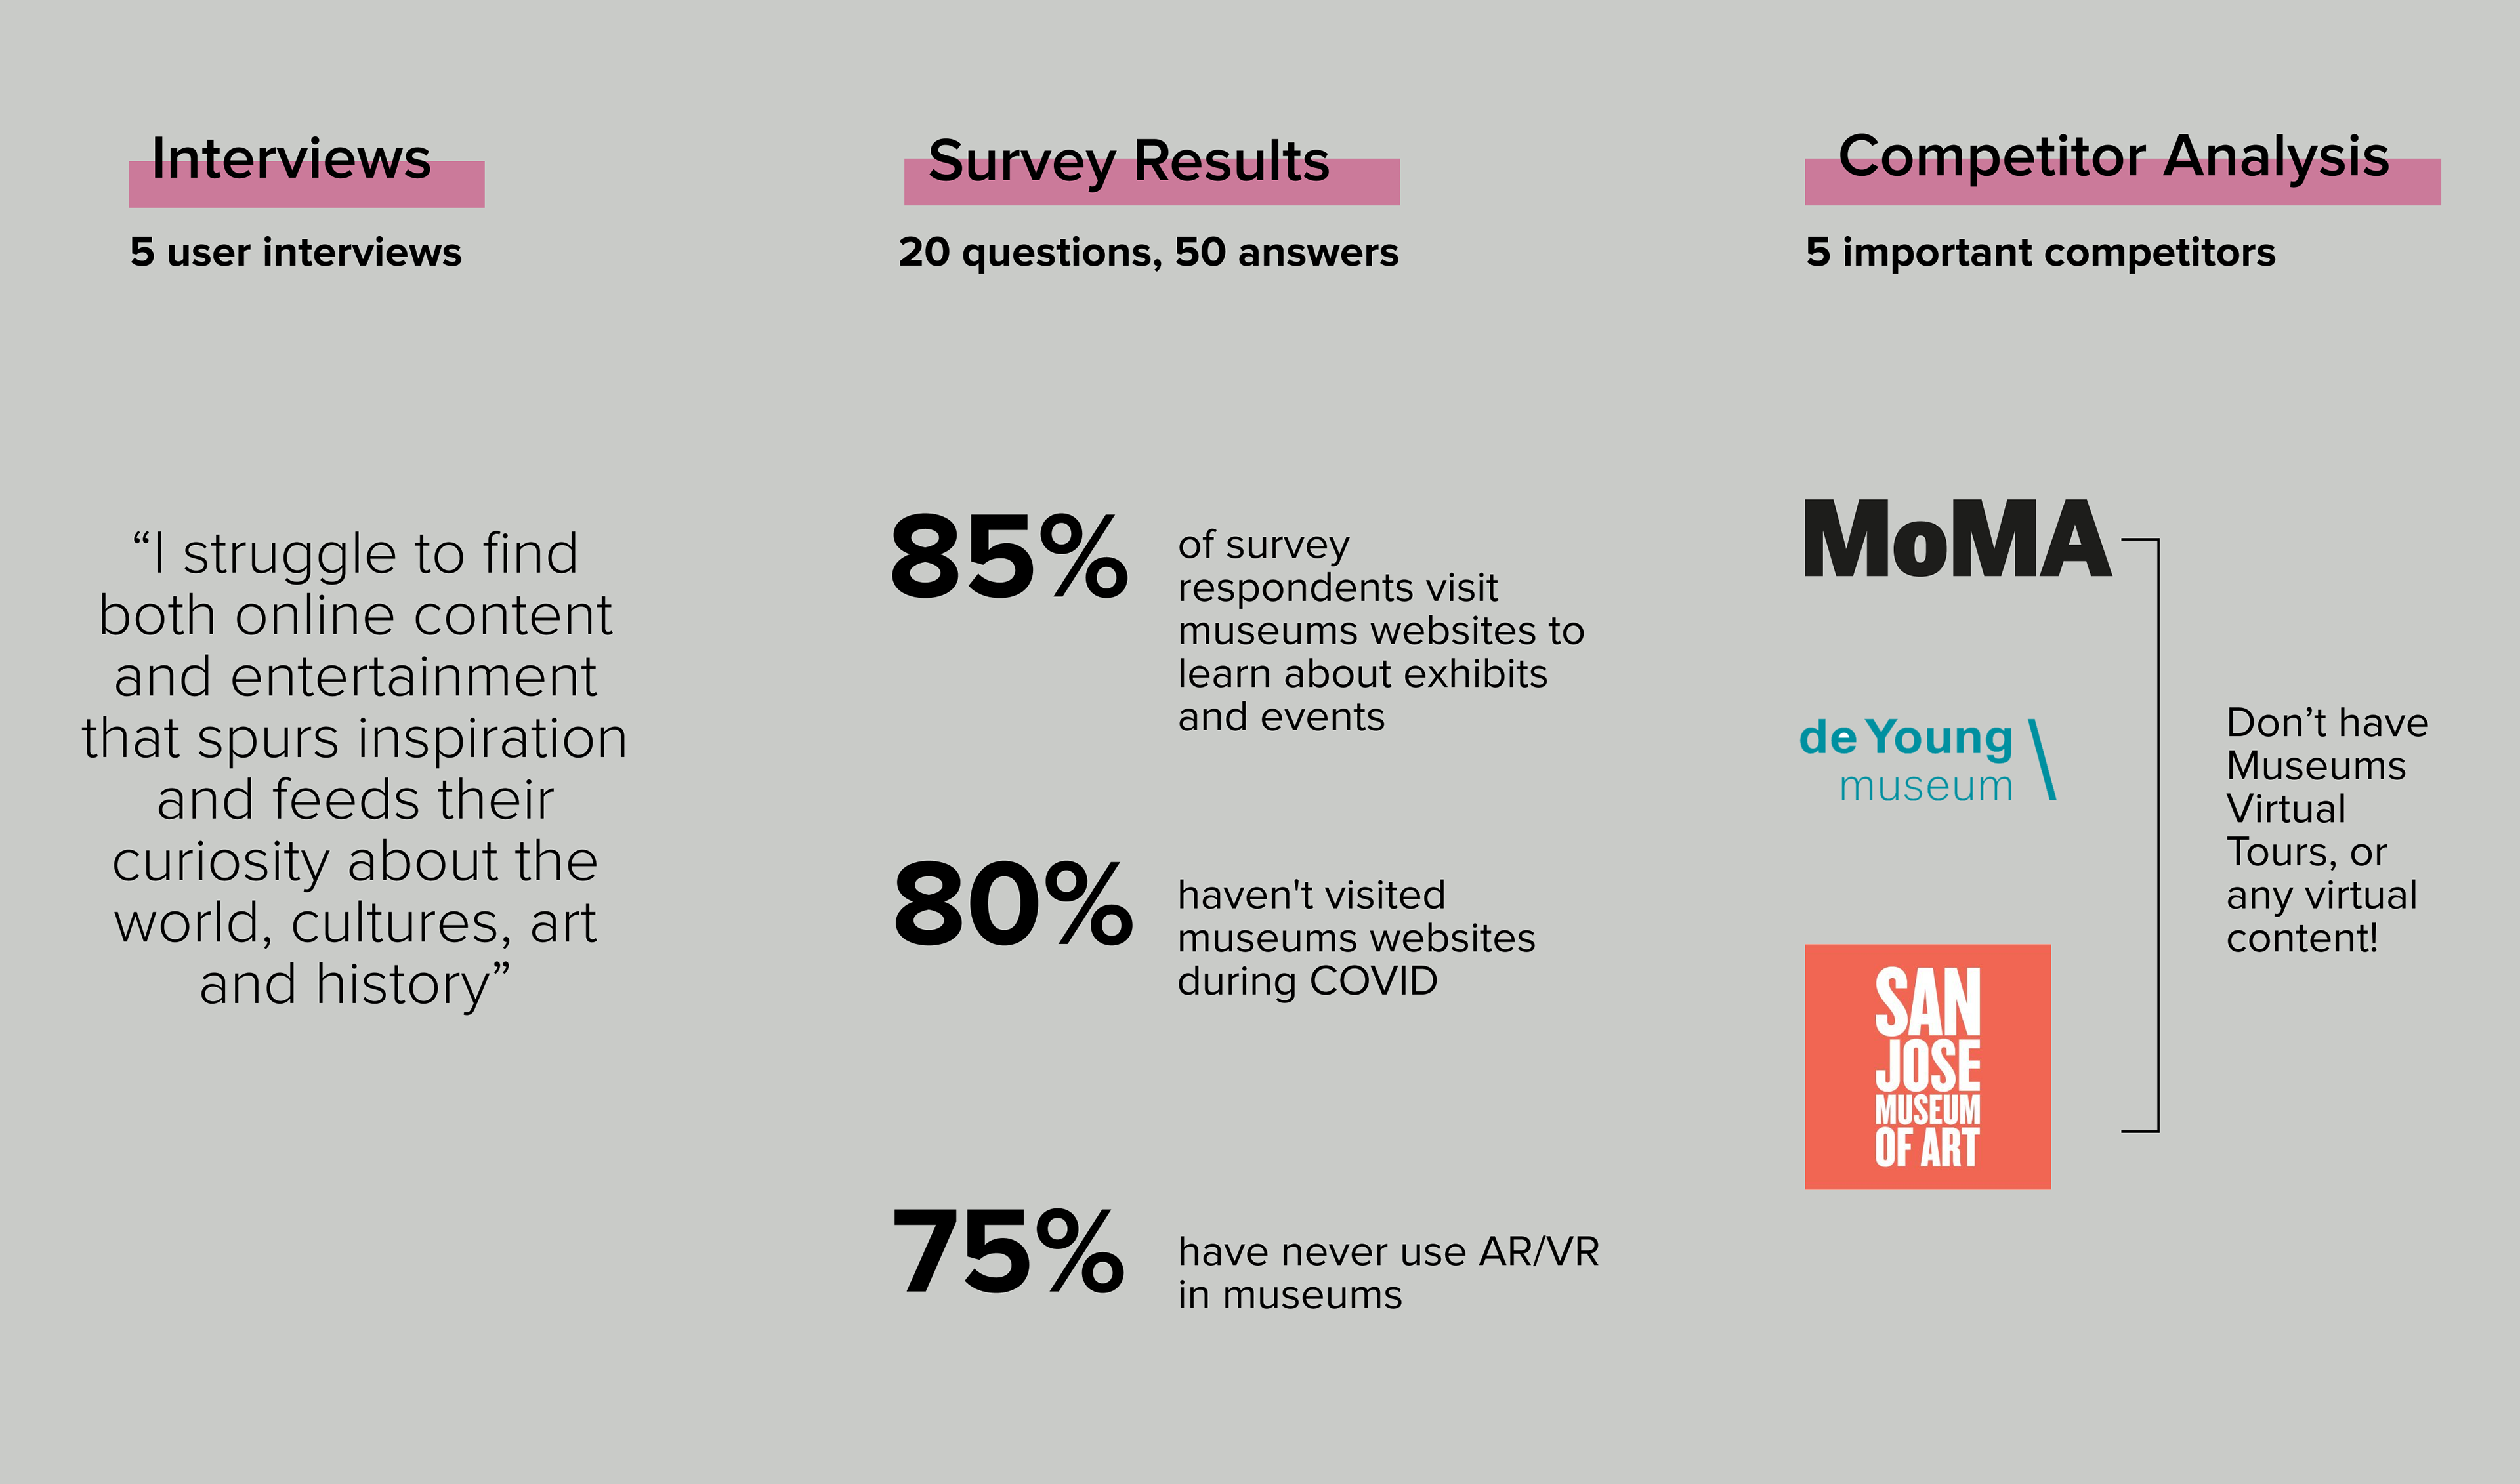 Interviews
5 user interviews
“I struggle to find
both online content
and entertainment
that spurs inspiration
and feeds their
curiosity about the
world, cultures, art
and history”
Survey Results
20 questions, 50 answers
85%
of survey
respondents visit
museums websites to
learn about exhibits
and events
80%
haven't visited
museums websites
during COVID
75%
have never use AR/VR
in museums
Competitor Analysis
5 important competitors
MoMA
de Young
museum
SAN
JOSE
MUSEUM
OF ART
Don’t have
Museums
Virtual
Tours, or
any virtual
content!